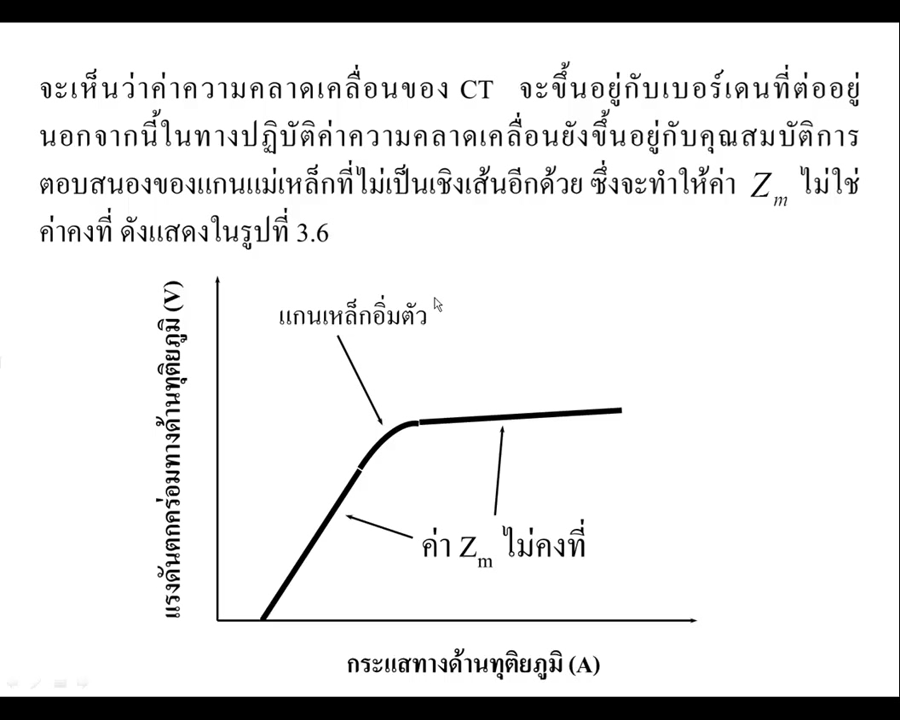 จะเห็นว่าค่าความคลาดเคลื่อนของ CT จะขึ้นอยู่กับเบอร์เดนที่ต่ออยู่
นอกจากนี้ในทางปฏิบัติค่าความคลาดเคลื่อนยังขึ้นอยู่กับคุณสมบัติการ
ตอบสนองของแกนแม่เหล็กที่ไม่เป็นเชิงเส้นอีกด้วย ซึ่งจะทำให้ค่า Zm ไม่ใช่
ค่าคงที่ ดังแสดงในรูปที่ 3.6
แรงดันตกคร่อมทางด้านทุติยภูมิ (V)
แกนเหล็กอิ่มตัว
ค่า Zm ไม่คงที่
กระแสทางด้านทุติยภูมิ (A)